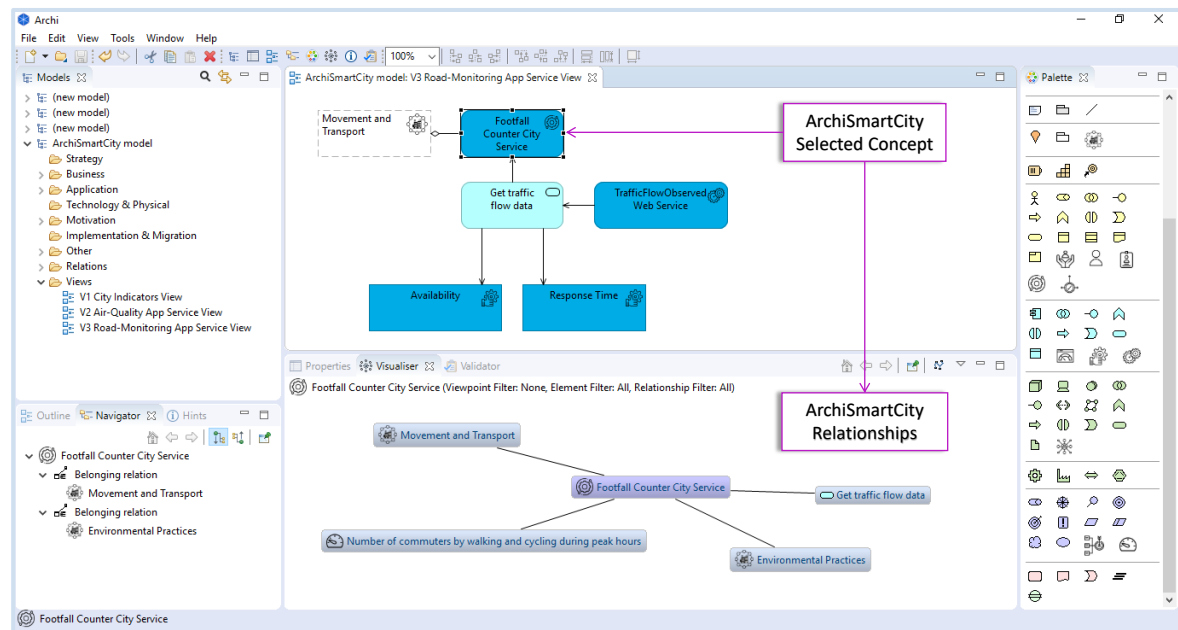 Archi
File Edit View Tools Window Help
100%
Models
(new model)
(new model)
(new model)
ArchiSmartCity model
Strategy
Business
Application
Technology & Physical
Motivation
Implementation & Migration
Other
Relations
Views
V1 City Indicators View
V2 Air-Quality App Service View
V3 Road-Monitoring App Service View
Outline Navigator Hints
Footfall Counter City Service
Belonging relation
Movement and Transport
Belonging relation
Environmental Practices
ArchiSmartCity model: V3 Road-Monitoring App Service View
Movement and
Transport
Footfall
Counter City
Service
ArchiSmartCity
Selected Concept
Get traffic
flow data
TrafficFlowObserved
Web Service
Availability
Response Time
Properties Visualiser Validator
Footfall Counter City Service (Viewpoint Filter: None, Element Filter: All, Relationship Filter: All)
ArchiSmartCity
Relationships
Movement and Transport
Footfall Counter City Service
Get traffic flow data
Number of commuters by walking and cycling during peak hours
Environmental Practices
Palette
Footfall Counter City Service